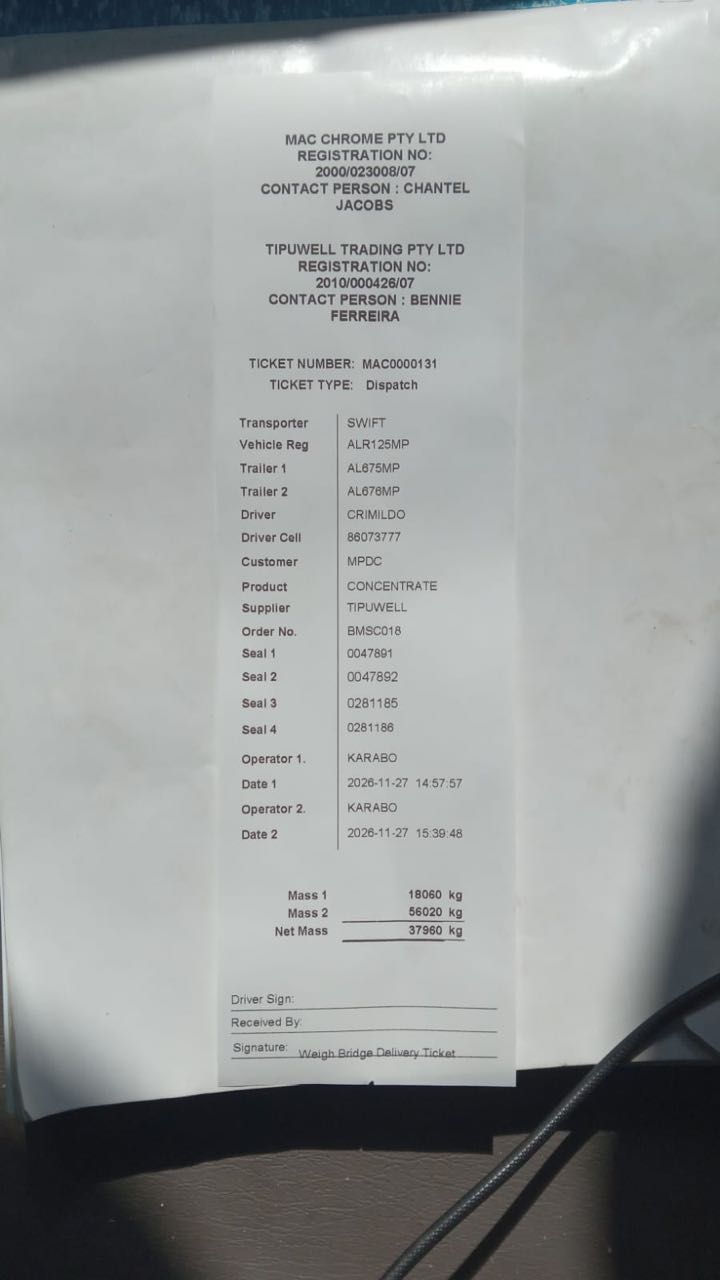 MAC CHROME PTY LTD
REGISTRATION NO:
2000/023008/07
CONTACT PERSON : CHANTEL
JACOBS
TIPUWELL TRADING PTY LTD
REGISTRATION NO:
2010/000426/07
CONTACT PERSON : BENNIE
FERREIRA
TICKET NUMBER: MAC0000131
TICKET TYPE: Dispatch
Transporter SWIFT
Vehicle Reg ALR125MP
Trailer 1 AL675MP
Trailer 2 AL676MP
Driver CRIMILDO
Driver Cell 86073777
Customer MPDC
Product CONCENTRATE
Supplier TIPUWELL
Order No. BMSC018
Seal 1 0047891
Seal 2 0047892
Seal 3 0281185
Seal 4 0281186
Operator 1. KARABO
Date 1 2026-11-27 14:57:57
Operator 2. KARABO
Date 2 2026-11-27 15:39:48
Mass 1 18060 kg
Mass 2 56020 kg
Net Mass 37960 kg
Driver Sign:
Received By:
Signature: Weigh Bridge Delivery Ticket